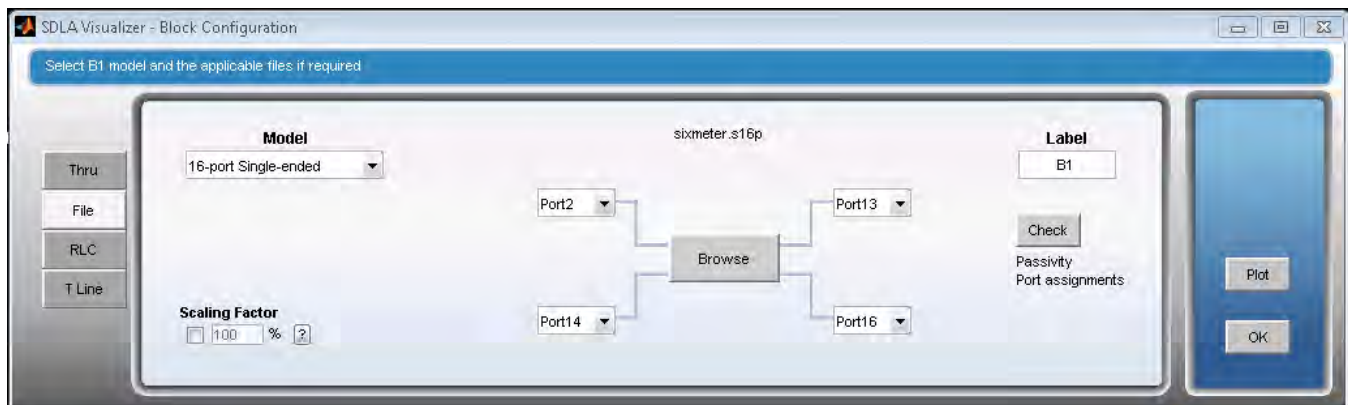 SDLA Visualizer - Block Configuration
Select B1 model and the applicable files if required
Thru
File
RLC
T Line
Model
16-port Single-ended
Scaling Factor
100 % ?
sixmeter.s16p
Port2
Port13
Browse
Port14
Port16
Label
B1
Check
Passivity
Port assignments
Plot
OK